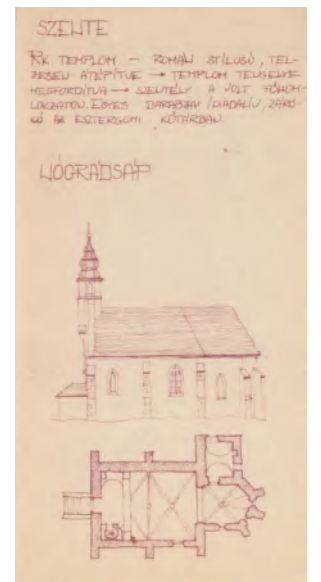 SZENTE
RK TEMPLOM – ROMÁN STÍLUSÚ, TEL-
JESEN ÁTÉPÍTVE → TEMPLOM TENGELYE
MEGFORDÍTVA → SZENTÉLY A VOLT FŐHOM-
LOKZATON. EGYES DARABJAI /DIADALÍV, ZÁRÓ-
KŐ AZ ESZTERGOMI KŐTÁRBAN.
NÓGRÁDSÁP